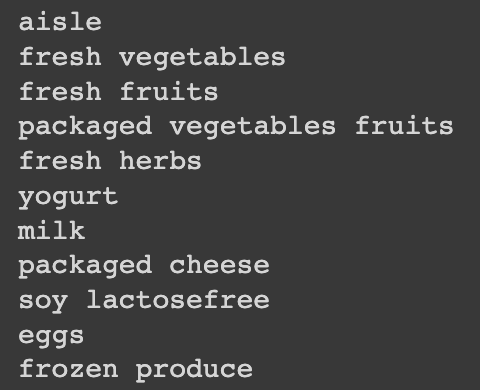 aisle
fresh vegetables
fresh fruits
packaged vegetables fruits
fresh herbs
yogurt
milk
packaged cheese
soy lactosefree
eggs
frozen produce